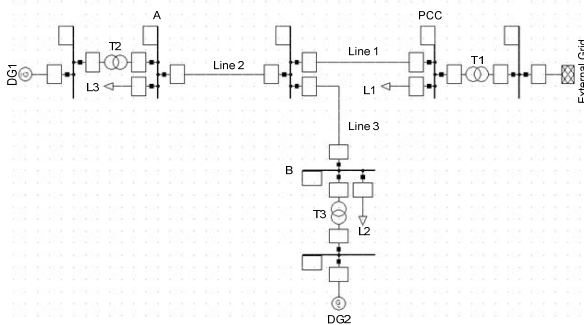 A
PCC
T2
Line 1
T1
DG1
Line 2
L3
L1
External Grid
Line 3
B
T3
L2
DG2